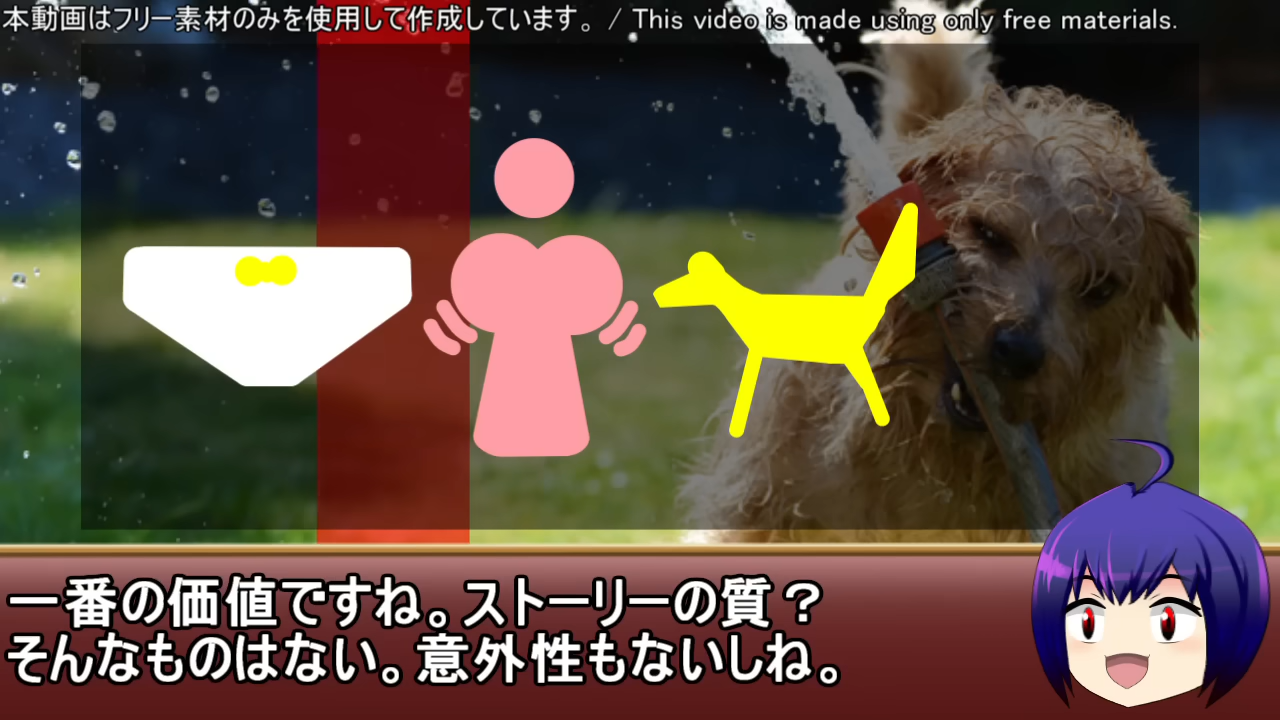 本動画はフリー素材のみを使用して作成しています。 / This video is made using only free materials.
一番の価値ですね。ストーリーの質？
そんなものはない。意外性もないしね。